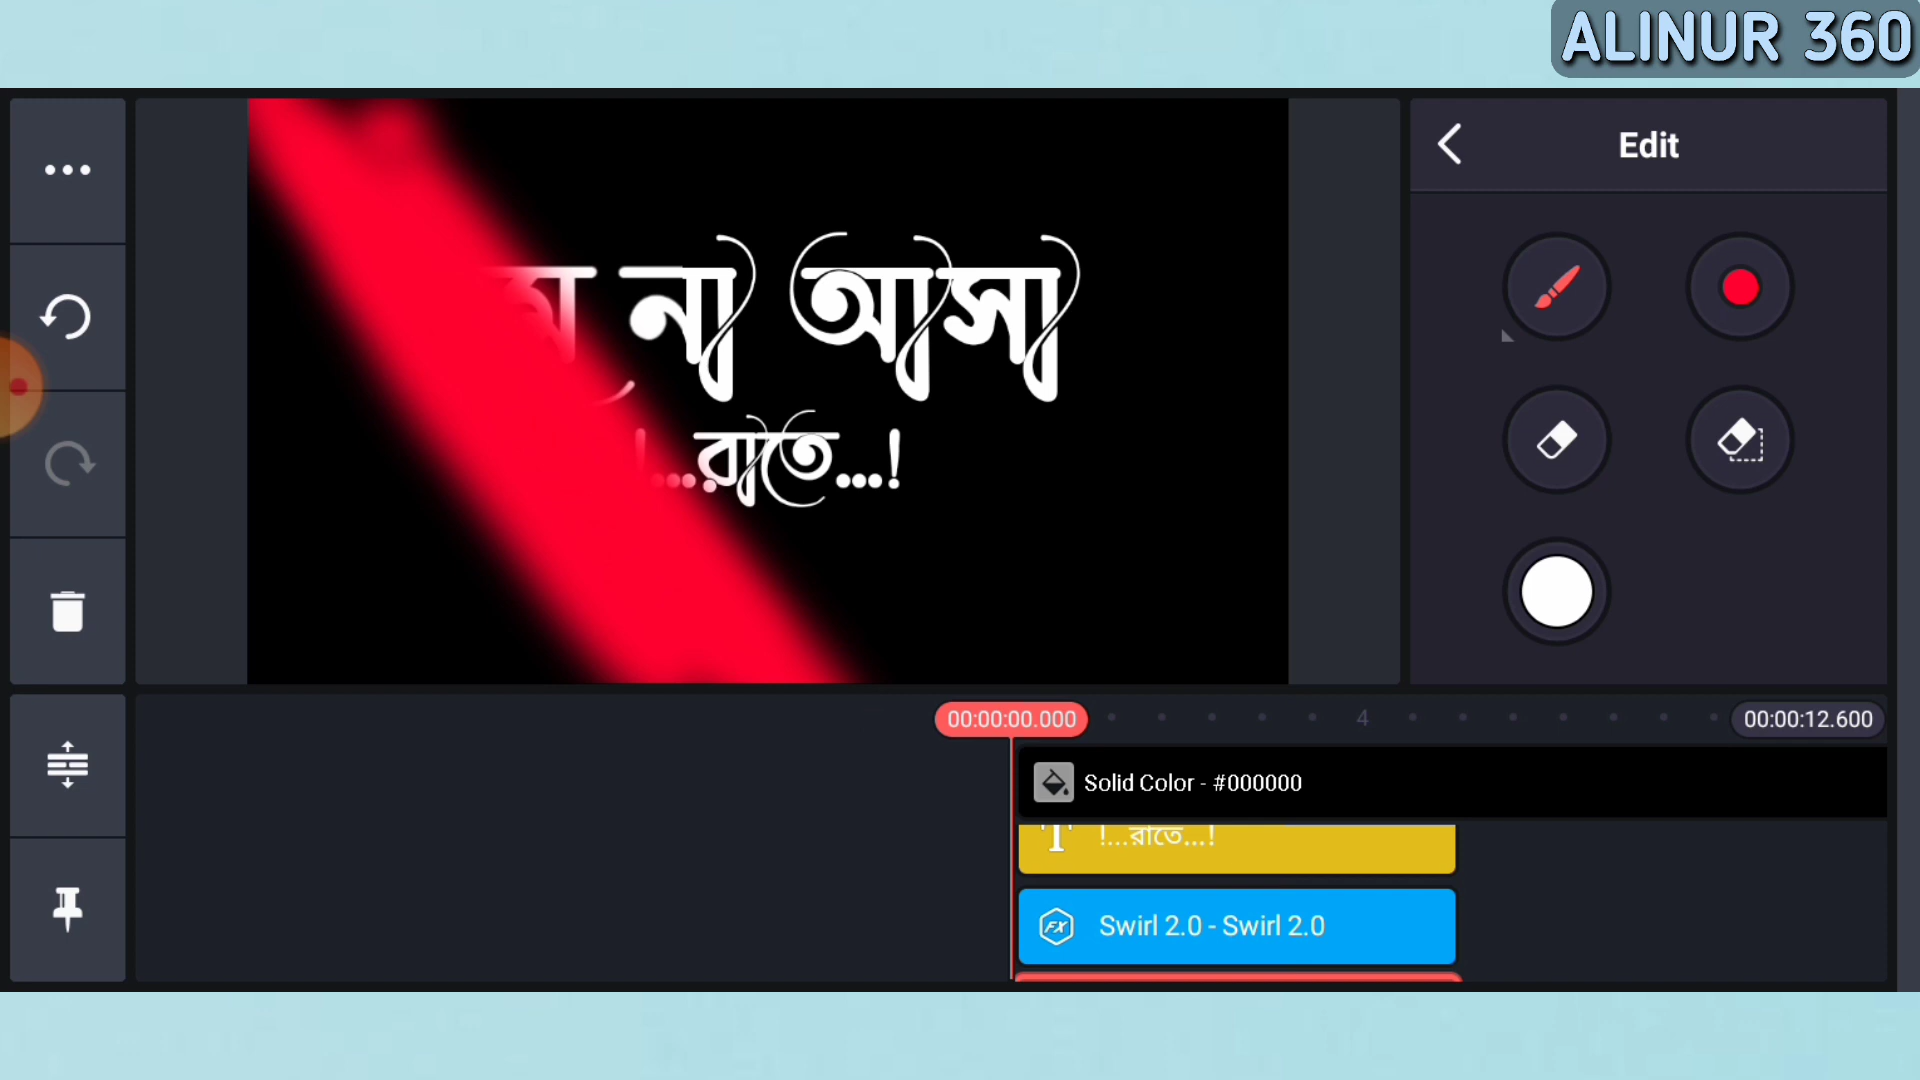 ALINUR 360
Edit
না আসা
!...রাতে...!
00:00:00.000
4
00:00:12.600
Solid Color - #000000
T !...রাতে...!
FX Swirl 2.0 - Swirl 2.0